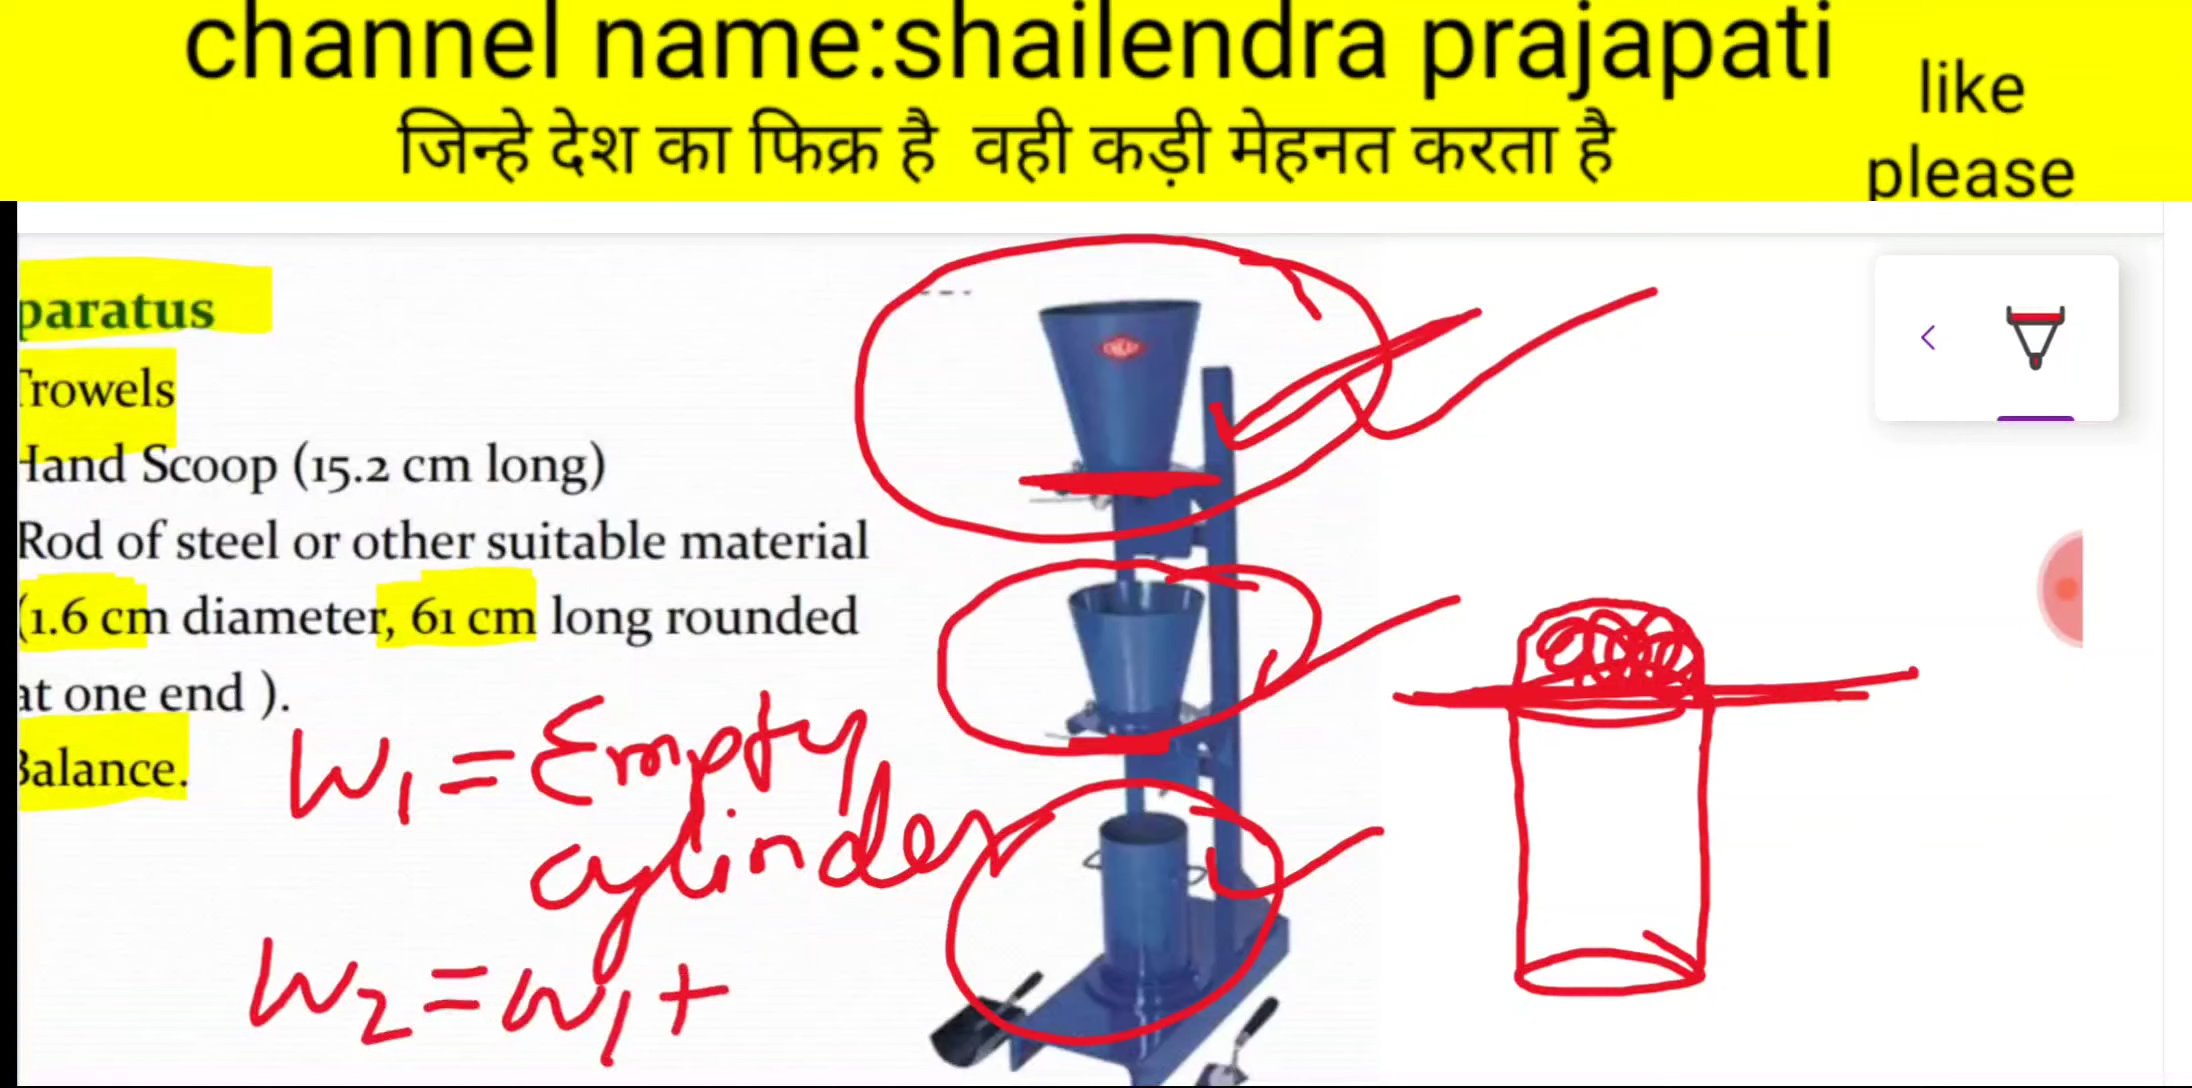 channel name:shailendra prajapati
जिन्हे देश का फिक्र है वही कड़ी मेहनत करता है
like
please
paratus
Trowels
Hand Scoop (15.2 cm long)
Rod of steel or other suitable material
(1.6 cm diameter, 61 cm long rounded
at one end ).
Balance.
W1 = Empty
cylinder
W2 = W1 +